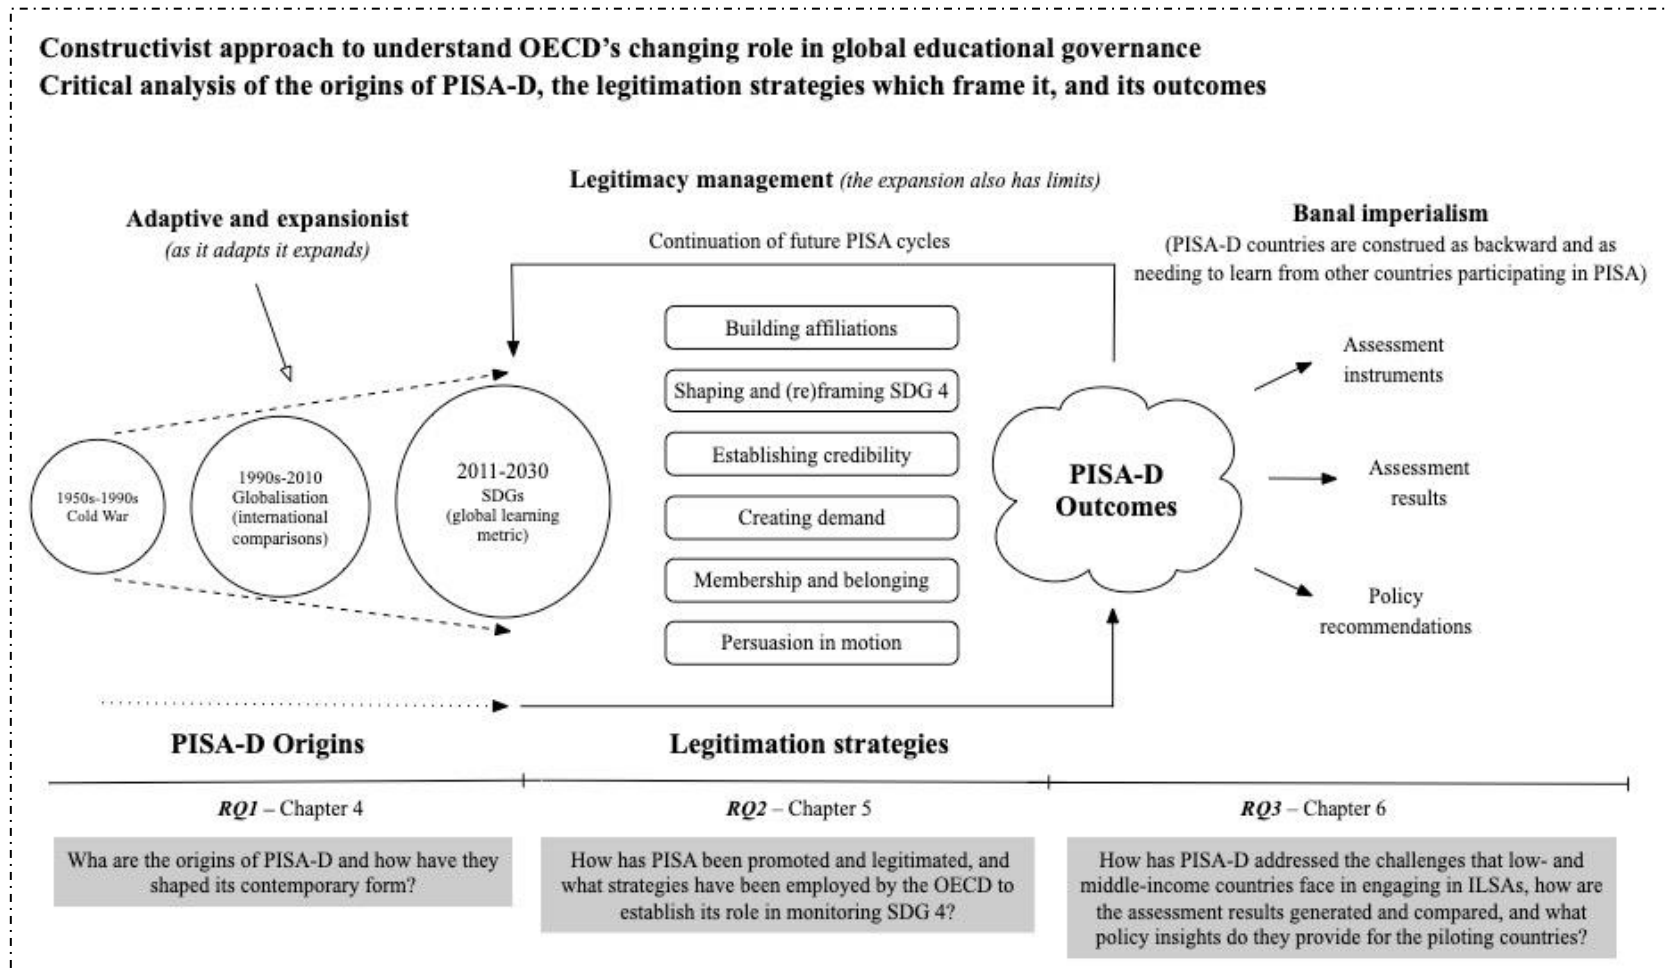 Constructivist approach to understand OECD's changing role in global educational governance
Critical analysis of the origins of PISA-D, the legitimation strategies which frame it, and its outcomes
Legitimacy management (the expansion also has limits)
Adaptive and expansionist
(as it adapts it expands)
Continuation of future PISA cycles
Banal imperialism
(PISA-D countries are construed as backward and as
needing to learn from other countries participating in PISA)
1950s-1990s
Cold War
1990s-2010
Globalisation
(international
comparisons)
2011-2030
SDGs
(global learning
metric)
Building affiliations
Shaping and (re)framing SDG 4
Establishing credibility
Creating demand
Membership and belonging
Persuasion in motion
PISA-D
Outcomes
Assessment
instruments
Assessment
results
Policy
recommendations
PISA-D Origins
Legitimation strategies
RQ1 – Chapter 4
RQ2 – Chapter 5
RQ3 – Chapter 6
Wha are the origins of PISA-D and how have they
shaped its contemporary form?
How has PISA been promoted and legitimated, and
what strategies have been employed by the OECD to
establish its role in monitoring SDG 4?
How has PISA-D addressed the challenges that low- and
middle-income countries face in engaging in ILSAs, how are
the assessment results generated and compared, and what
policy insights do they provide for the piloting countries?